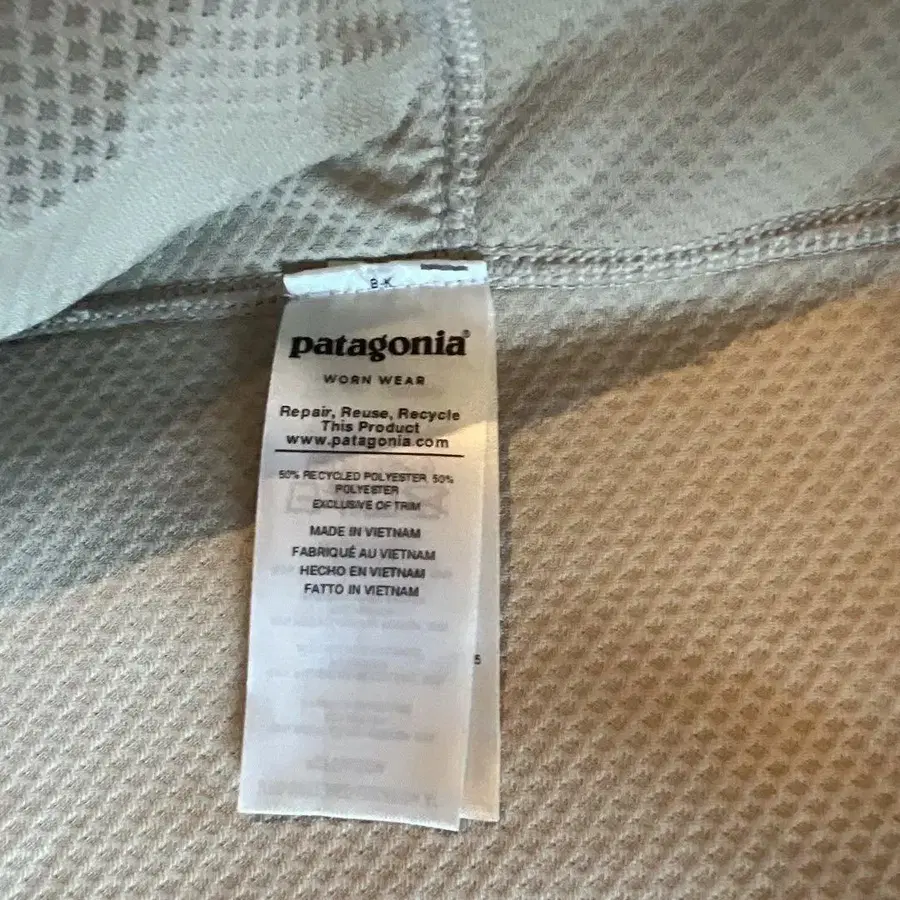 B-K
patagonia®
WORN WEAR
Repair, Reuse, Recycle
This Product
www.patagonia.com
50% RECYCLED POLYESTER, 50%
POLYESTER
EXCLUSIVE OF TRIM
MADE IN VIETNAM
FABRIQUÉ AU VIETNAM
HECHO EN VIETNAM
FATTO IN VIETNAM
5